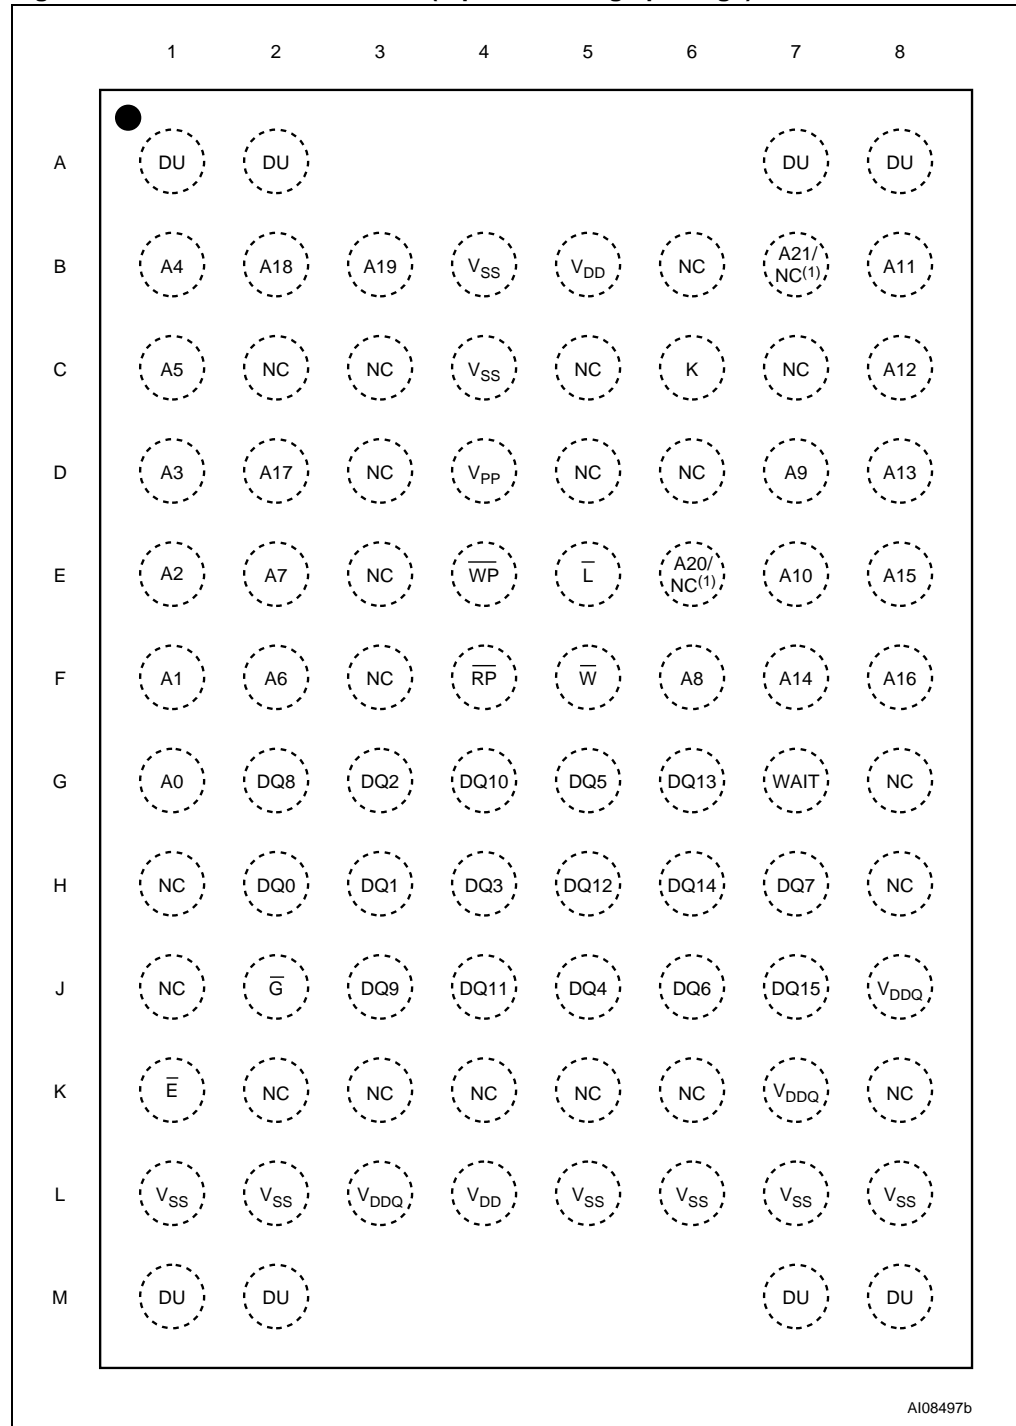 1 2 3 4 5 6 7 8
A DU DU DU DU
B A4 A18 A19 VSS VDD NC A21/NC(1) A11
C A5 NC NC VSS NC K NC A12
D A3 A17 NC VPP NC NC A9 A13
E A2 A7 NC W̅P̅ L̅ A20/NC(1) A10 A15
F A1 A6 NC R̅P̅ W̅ A8 A14 A16
G A0 DQ8 DQ2 DQ10 DQ5 DQ13 WAIT NC
H NC DQ0 DQ1 DQ3 DQ12 DQ14 DQ7 NC
J NC G̅ DQ9 DQ11 DQ4 DQ6 DQ15 VDDQ
K E̅ NC NC NC NC NC VDDQ NC
L VSS VSS VDDQ VDD VSS VSS VSS VSS
M DU DU DU DU
AI08497b